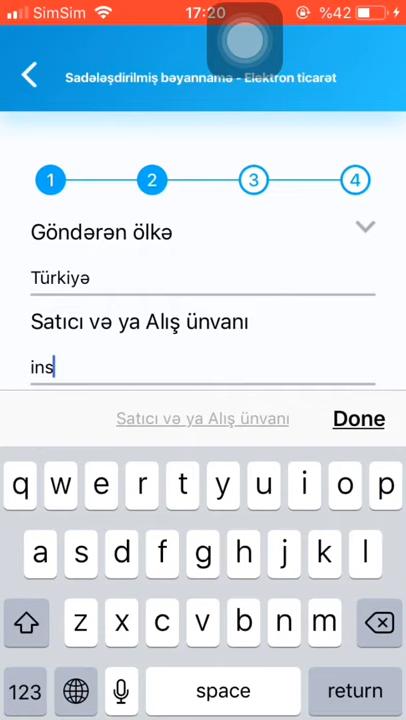 SimSim 17:20 %42
Sadələşdirilmiş bəyannamə - Elektron ticarət
1 2 3 4
Göndərən ölkə
Türkiyə
Satıcı və ya Alış ünvanı
ins
Satıcı və ya Alış ünvanı Done
q w e r t y u i o p
a s d f g h j k l
z x c v b n m
123 space return